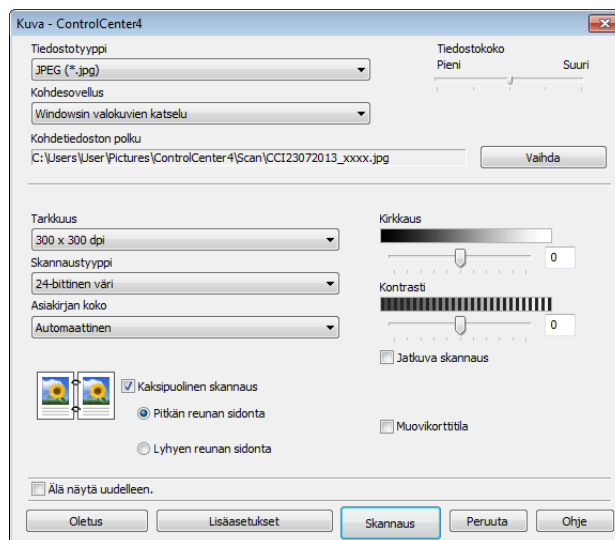 Kuva - ControlCenter4
Tiedostotyyppi
JPEG (*.jpg)
Tiedostokoko
Pieni Suuri
Kohdesovellus
Windowsin valokuvien katselu
Kohdetiedoston polku
C:\Users\User\Pictures\ControlCenter4\Scan\CCI23072013_xxxx.jpg
Vaihda
Tarkkuus
300 x 300 dpi
Skannaustyyppi
24-bittinen väri
Asiakirjan koko
Automaattinen
Kirkkaus
0
Kontrasti
0
Jatkuva skannaus
Kaksipuolinen skannaus
Pitkän reunan sidonta
Lyhyen reunan sidonta
Muovikorttitila
Älä näytä uudelleen.
Oletus Lisäasetukset Skannaus Peruuta Ohje